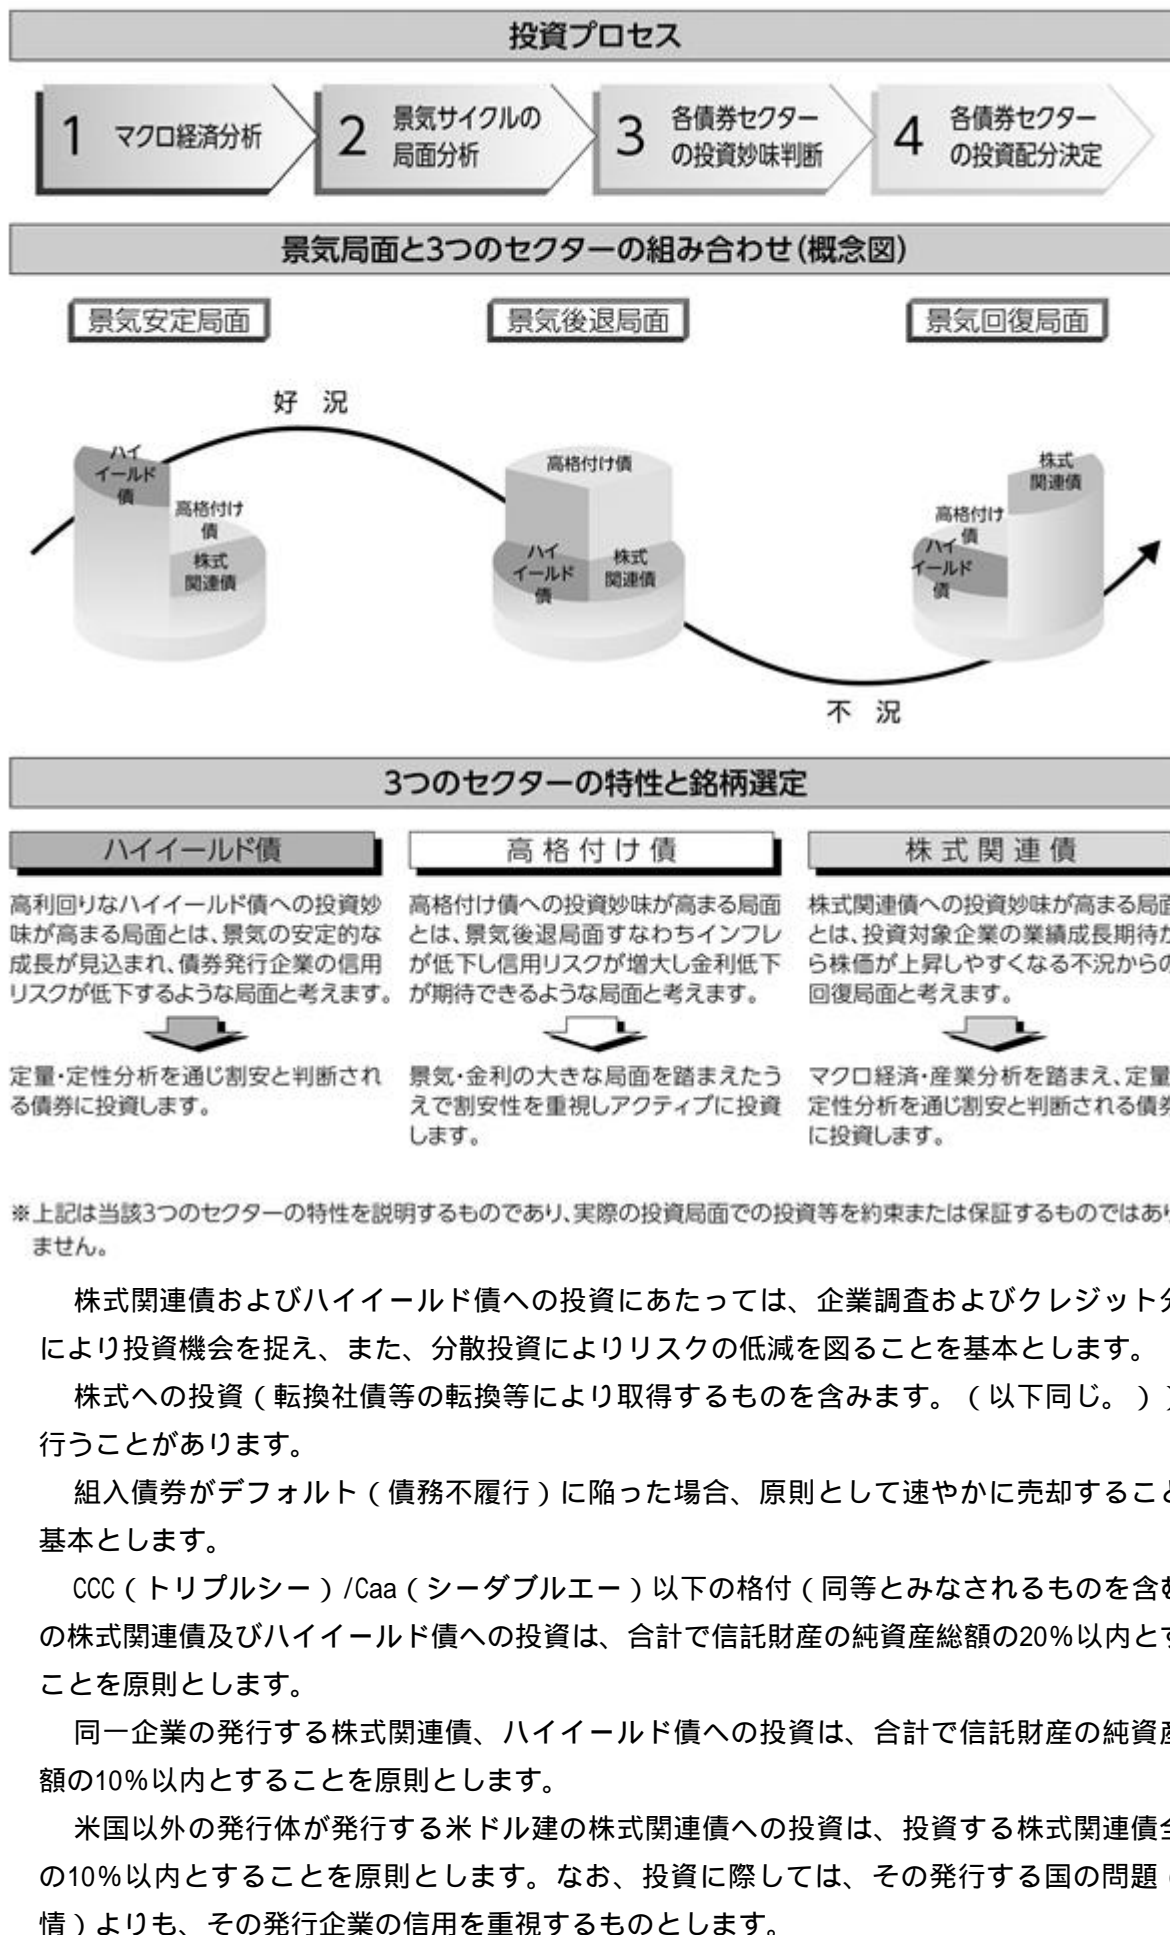 投資プロセス
1 マクロ経済分析
2 景気サイクルの
局面分析
3 各債券セクター
の投資妙味判断
4 各債券セクター
の投資配分決定
景気局面と3つのセクターの組み合わせ(概念図)
景気安定局面
景気後退局面
景気回復局面
好 況
ハイ
イールド
債
高格付け
債
株式
関連債
高格付け債
ハイ
イールド
債
株式
関連債
株式
関連債
高格付け
債
ハイ
イールド
債
不 況
3つのセクターの特性と銘柄選定
ハイイールド債
高利回りなハイイールド債への投資妙
味が高まる局面とは、景気の安定的な
成長が見込まれ、債券発行企業の信用
リスクが低下するような局面と考えます。
定量・定性分析を通じ割安と判断され
る債券に投資します。
高格付け債
高格付け債への投資妙味が高まる局面
とは、景気後退局面すなわちインフレ
が低下し信用リスクが増大し金利低下
が期待できるような局面と考えます。
景気・金利の大きな局面を踏まえたう
えで割安性を重視しアクティブに投資
します。
株式関連債
株式関連債への投資妙味が高まる局面
とは、投資対象企業の業績成長期待か
ら株価が上昇しやすくなる不況からの
回復局面と考えます。
マクロ経済・産業分析を踏まえ、定量・
定性分析を通じ割安と判断される債券
に投資します。
※上記は当該3つのセクターの特性を説明するものであり、実際の投資局面での投資等を約束または保証するものではあり
ません。
株式関連債およびハイイールド債への投資にあたっては、企業調査およびクレジット分
により投資機会を捉え、また、分散投資によりリスクの低減を図ることを基本とします。
株式への投資（転換社債等の転換等により取得するものを含みます。（以下同じ。））
行うことがあります。
組入債券がデフォルト（債務不履行）に陥った場合、原則として速やかに売却すること
基本とします。
CCC（トリプルシー）/Caa（シーダブルエー）以下の格付（同等とみなされるものを含む
の株式関連債及びハイイールド債への投資は、合計で信託財産の純資産総額の20％以内とす
ことを原則とします。
同一企業の発行する株式関連債、ハイイールド債への投資は、合計で信託財産の純資産
額の10％以内とすることを原則とします。
米国以外の発行体が発行する米ドル建の株式関連債への投資は、投資する株式関連債全
の10％以内とすることを原則とします。なお、投資に際しては、その発行する国の問題（
情）よりも、その発行企業の信用を重視するものとします。